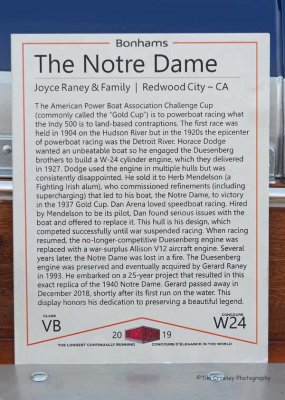 Bonhams
The Notre Dame
Joyce Raney & Family | Redwood City ~ CA
The American Power Boat Association Challenge Cup
(commonly called the "Gold Cup") is to powerboat racing what
the Indy 500 is to land-based contraptions. The first race was
held in 1904 on the Hudson River but in the 1920s the epicenter
of powerboat racing was the Detroit River. Horace Dodge
wanted an unbeatable boat so he engaged the Duesenberg
brothers to build a W-24 cylinder engine, which they delivered
in 1927. Dodge used the engine in multiple hulls but was
consistently disappointed. He sold it to Herb Mendelson (a
Fighting Irish alum), who commissioned refinements (including
supercharging) that led to his boat, the Notre Dame, to victory
in the 1937 Gold Cup. Dan Arena loved speedboat racing. Hired
by Mendelson to be its pilot, Dan found serious issues with the
boat and offered to replace it. This hull is his design, which
competed successfully until war suspended racing. When racing
resumed, the no-longer-competitive Duesenberg engine was
replaced with a war-surplus Allison V12 aircraft engine. Several
years later, the Notre Dame was lost in a fire. The Duesenberg
engine was preserved and eventually acquired by Gerard Raney
in 1993. He embarked on a 25-year project that resulted in this
exact replica of the 1940 Notre Dame. Gerard passed away in
December 2018, shortly after its first run on the water. This
display honors his dedication to preserving a beautiful legend.
CLASS
VB
CONCOURS
W24
20 19
THE LONGEST CONTINUALLY RUNNING CONCOURS D'ELEGANCE IN THE WORLD
©Tim Crowley Photography